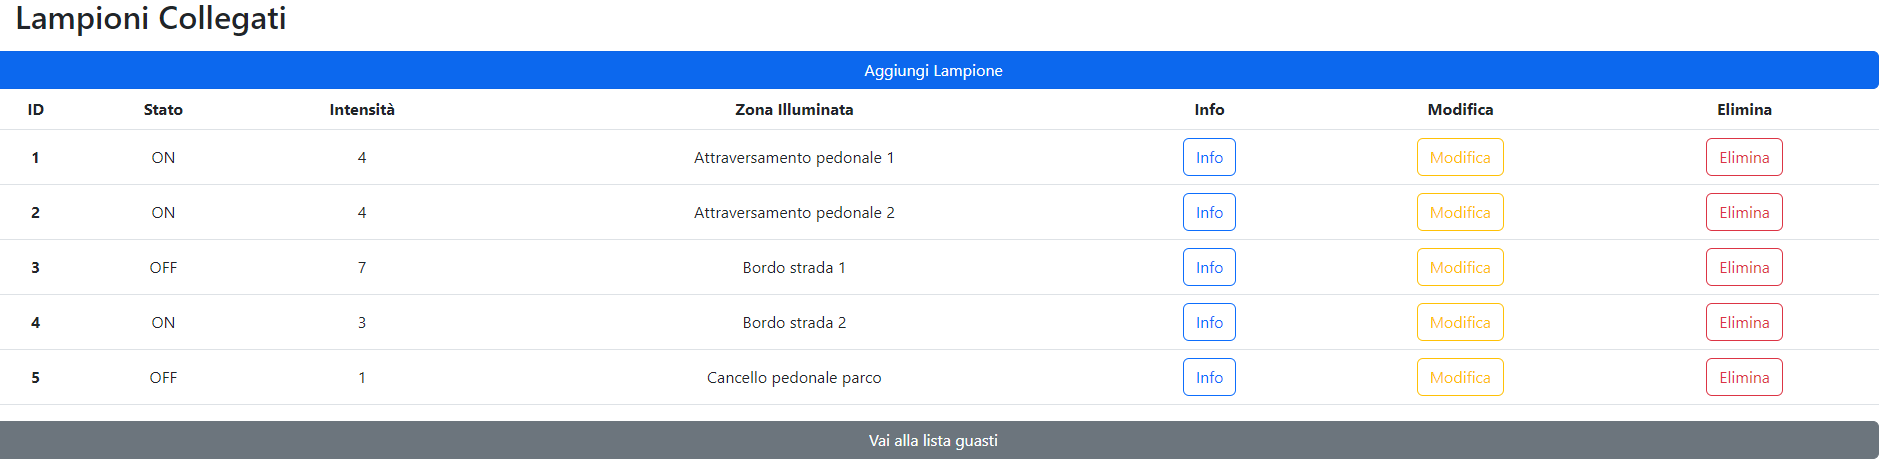 Lampioni Collegati
Aggiungi Lampione
ID Stato Intensità Zona Illuminata Info Modifica Elimina
1 ON 4 Attraversamento pedonale 1 Info Modifica Elimina
2 ON 4 Attraversamento pedonale 2 Info Modifica Elimina
3 OFF 7 Bordo strada 1 Info Modifica Elimina
4 ON 3 Bordo strada 2 Info Modifica Elimina
5 OFF 1 Cancello pedonale parco Info Modifica Elimina
Vai alla lista guasti